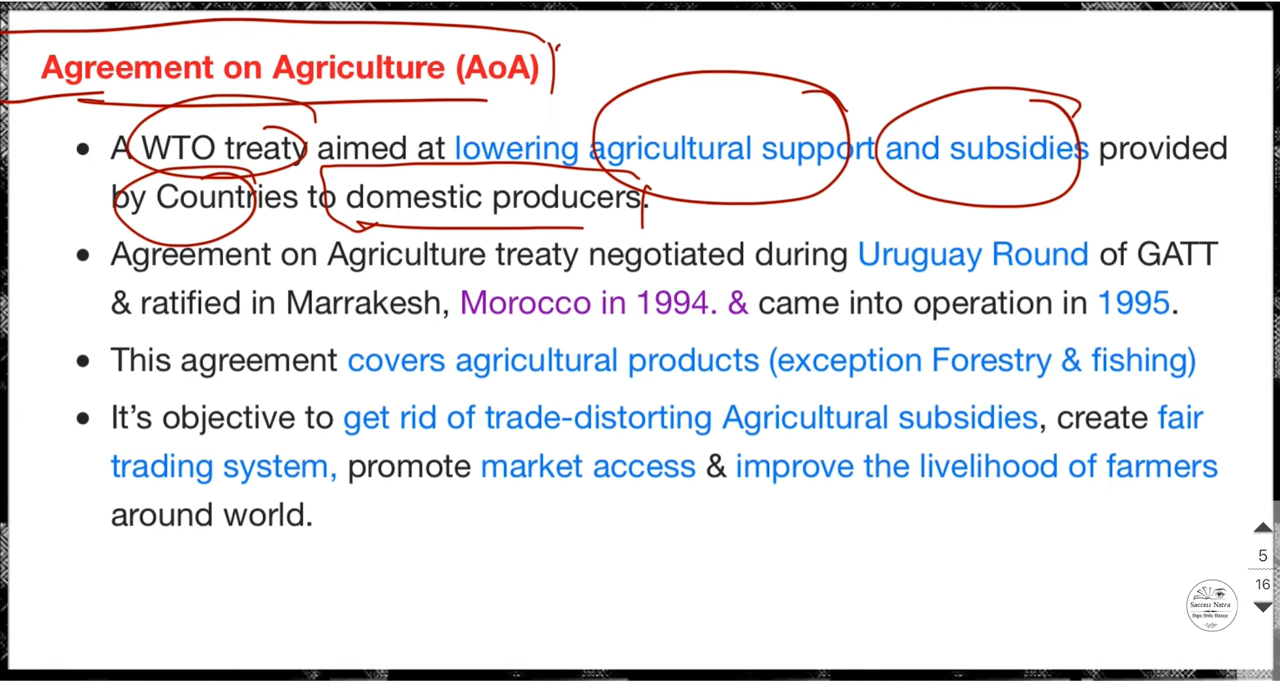 Agreement on Agriculture (AoA)
• A WTO treaty aimed at lowering agricultural support and subsidies provided
by Countries to domestic producers.
• Agreement on Agriculture treaty negotiated during Uruguay Round of GATT
& ratified in Marrakesh, Morocco in 1994. & came into operation in 1995.
• This agreement covers agricultural products (exception Forestry & fishing)
• It’s objective to get rid of trade-distorting Agricultural subsidies, create fair
trading system, promote market access & improve the livelihood of farmers
around world.
5
16
Success Netra